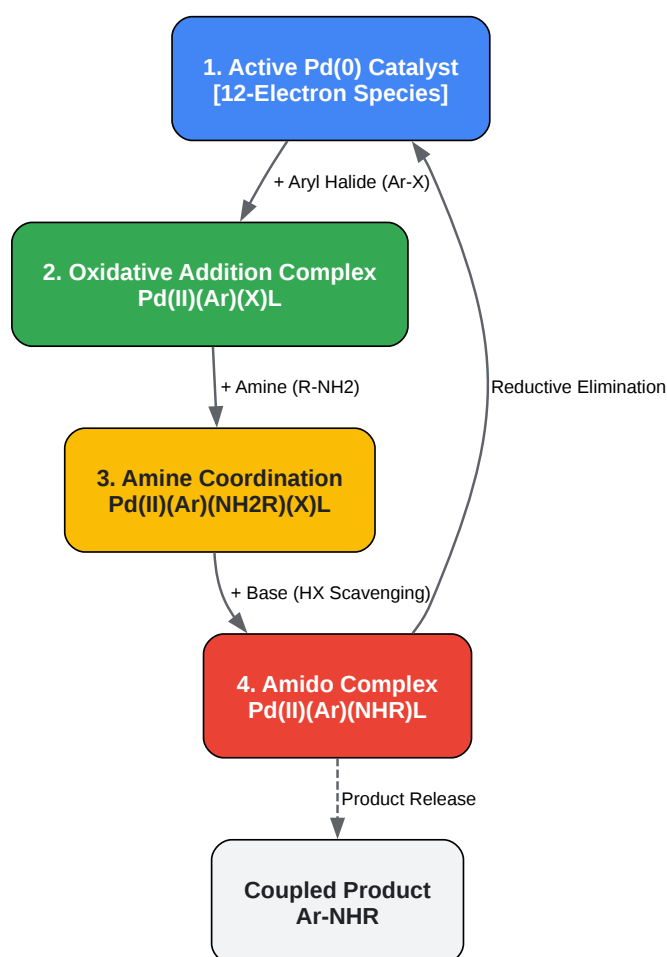 1. Active Pd(0) Catalyst
[12-Electron Species]
+ Aryl Halide (Ar-X)
2. Oxidative Addition Complex
Pd(II)(Ar)(X)L
+ Amine (R-NH2)
Reductive Elimination
3. Amine Coordination
Pd(II)(Ar)(NH2R)(X)L
+ Base (HX Scavenging)
4. Amido Complex
Pd(II)(Ar)(NHR)L
Product Release
Coupled Product
Ar-NHR